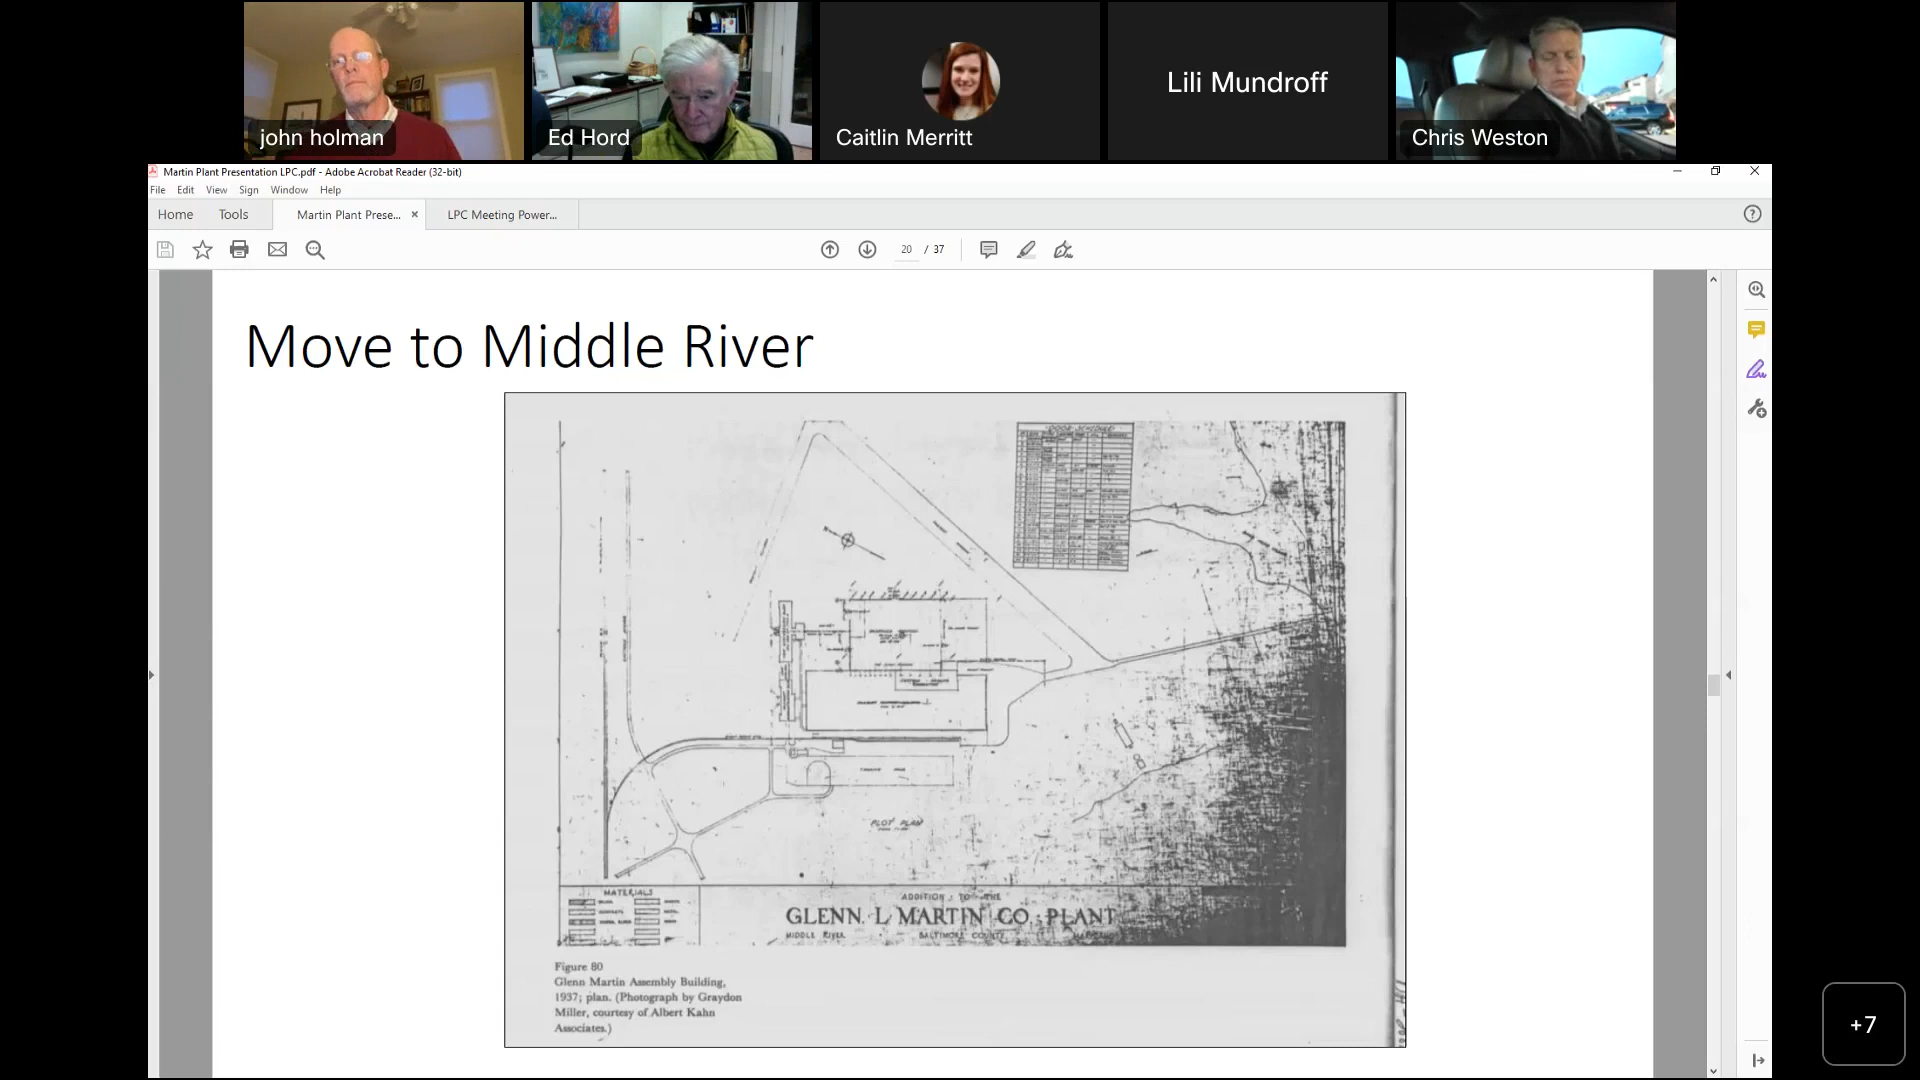 john holman
Ed Hord
Caitlin Merritt
Lili Mundroff
Chris Weston
Martin Plant Presentation LPC.pdf - Adobe Acrobat Reader (32-bit)
File Edit View Sign Window Help
Home Tools Martin Plant Prese... × LPC Meeting Power...
20 / 37
Move to Middle River
DOOR SCHEDULE
PLOT PLAN
MATERIALS
ADDITION TO THE
GLENN L MARTIN CO. PLANT
MIDDLE RIVER BALTIMORE COUNTY
Figure 80
Glenn Martin Assembly Building,
1937; plan. (Photograph by Graydon
Miller, courtesy of Albert Kahn
Associates.)
+7